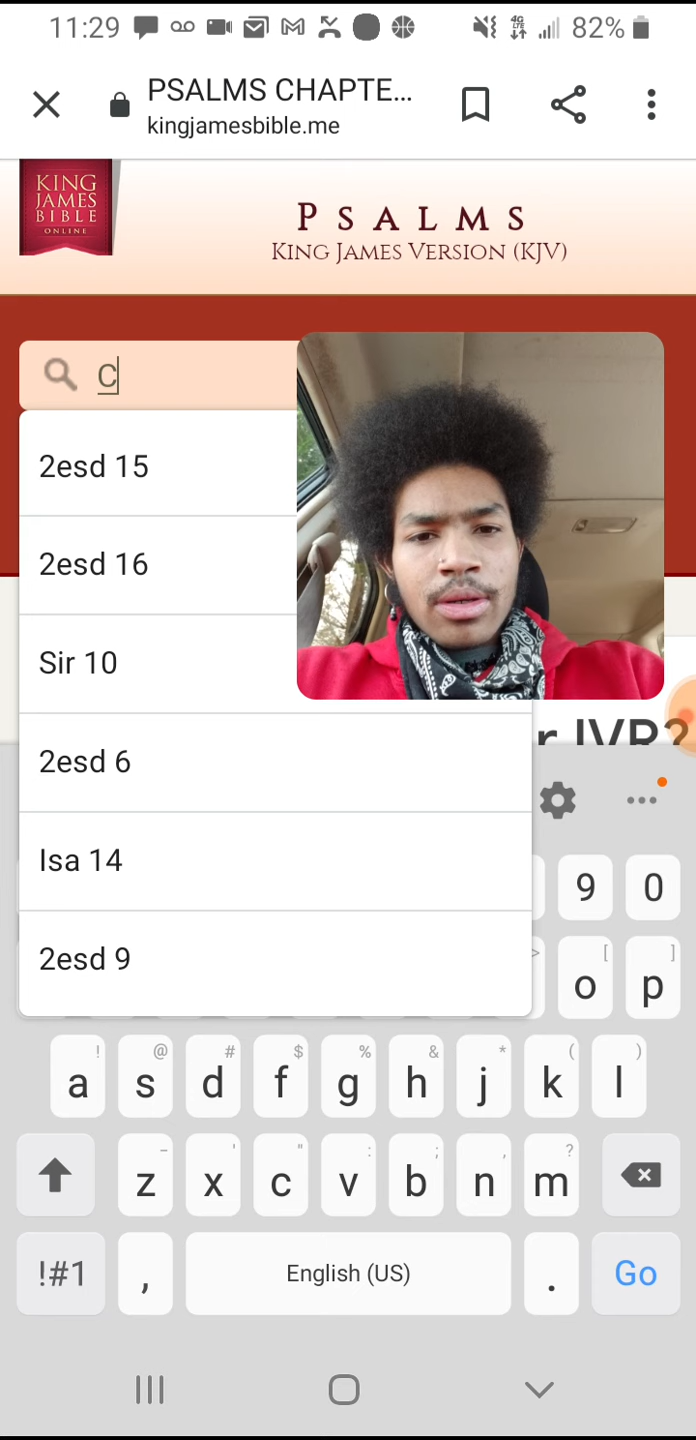 11:29 82%
PSALMS CHAPTE...
kingjamesbible.me
KING
JAMES
BIBLE
ONLINE
PSALMS
KING JAMES VERSION (KJV)
C
2esd 15
2esd 16
Sir 10
2esd 6
Isa 14
2esd 9
r IVR?
9 0
> [ ]
o p
! @ # $ % & * ( )
a s d f g h j k l
- ' " : ; , ?
z x c v b n m
!#1 , English (US) . Go